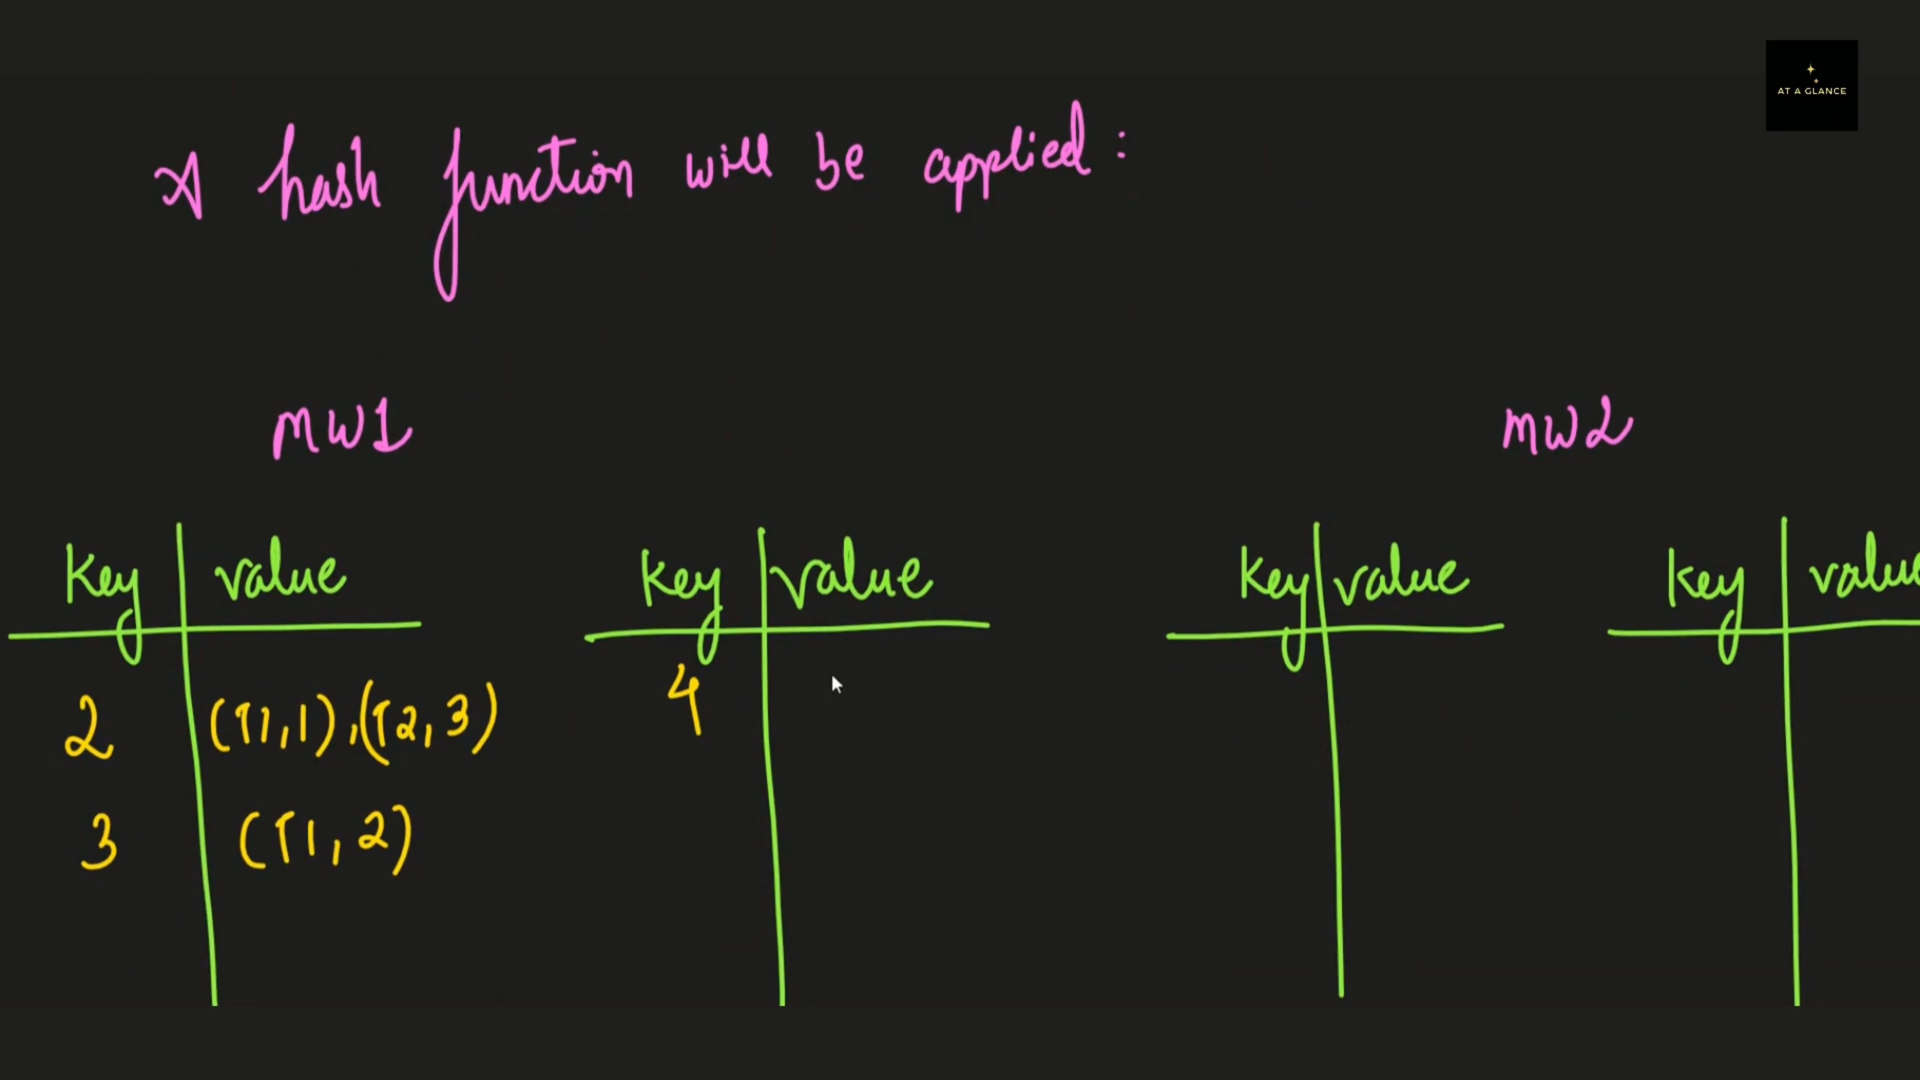 AT A GLANCE
A hash function will be applied:
MW1 MW2
Key value Key value Key value Key value
2 (T1,1),(T2,3) 4
3 (T1,2)